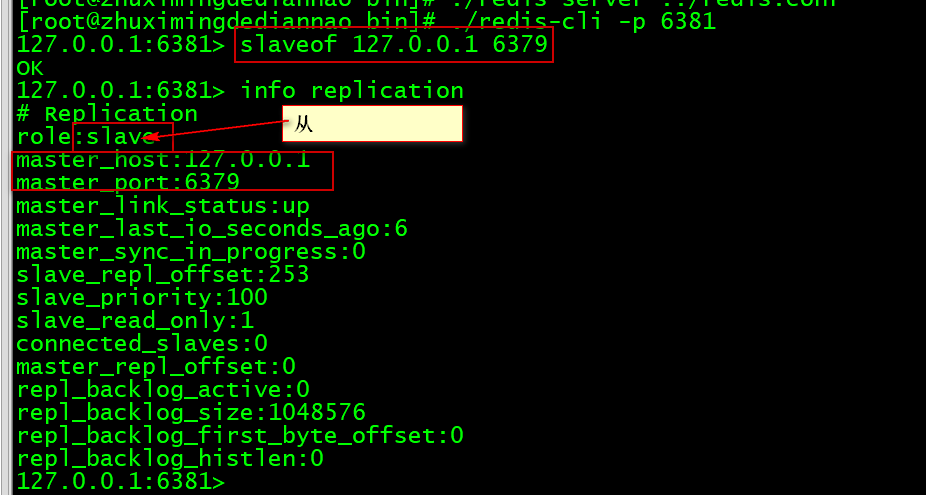 [root@zhuximingdediannao bin]# ./redis-server ../redis.conf
[root@zhuximingdediannao bin]# ./redis-cli -p 6381
127.0.0.1:6381> slaveof 127.0.0.1 6379
OK
127.0.0.1:6381> info replication
# Replication
role:slave
从
master_host:127.0.0.1
master_port:6379
master_link_status:up
master_last_io_seconds_ago:6
master_sync_in_progress:0
slave_repl_offset:253
slave_priority:100
slave_read_only:1
connected_slaves:0
master_repl_offset:0
repl_backlog_active:0
repl_backlog_size:1048576
repl_backlog_first_byte_offset:0
repl_backlog_histlen:0
127.0.0.1:6381>